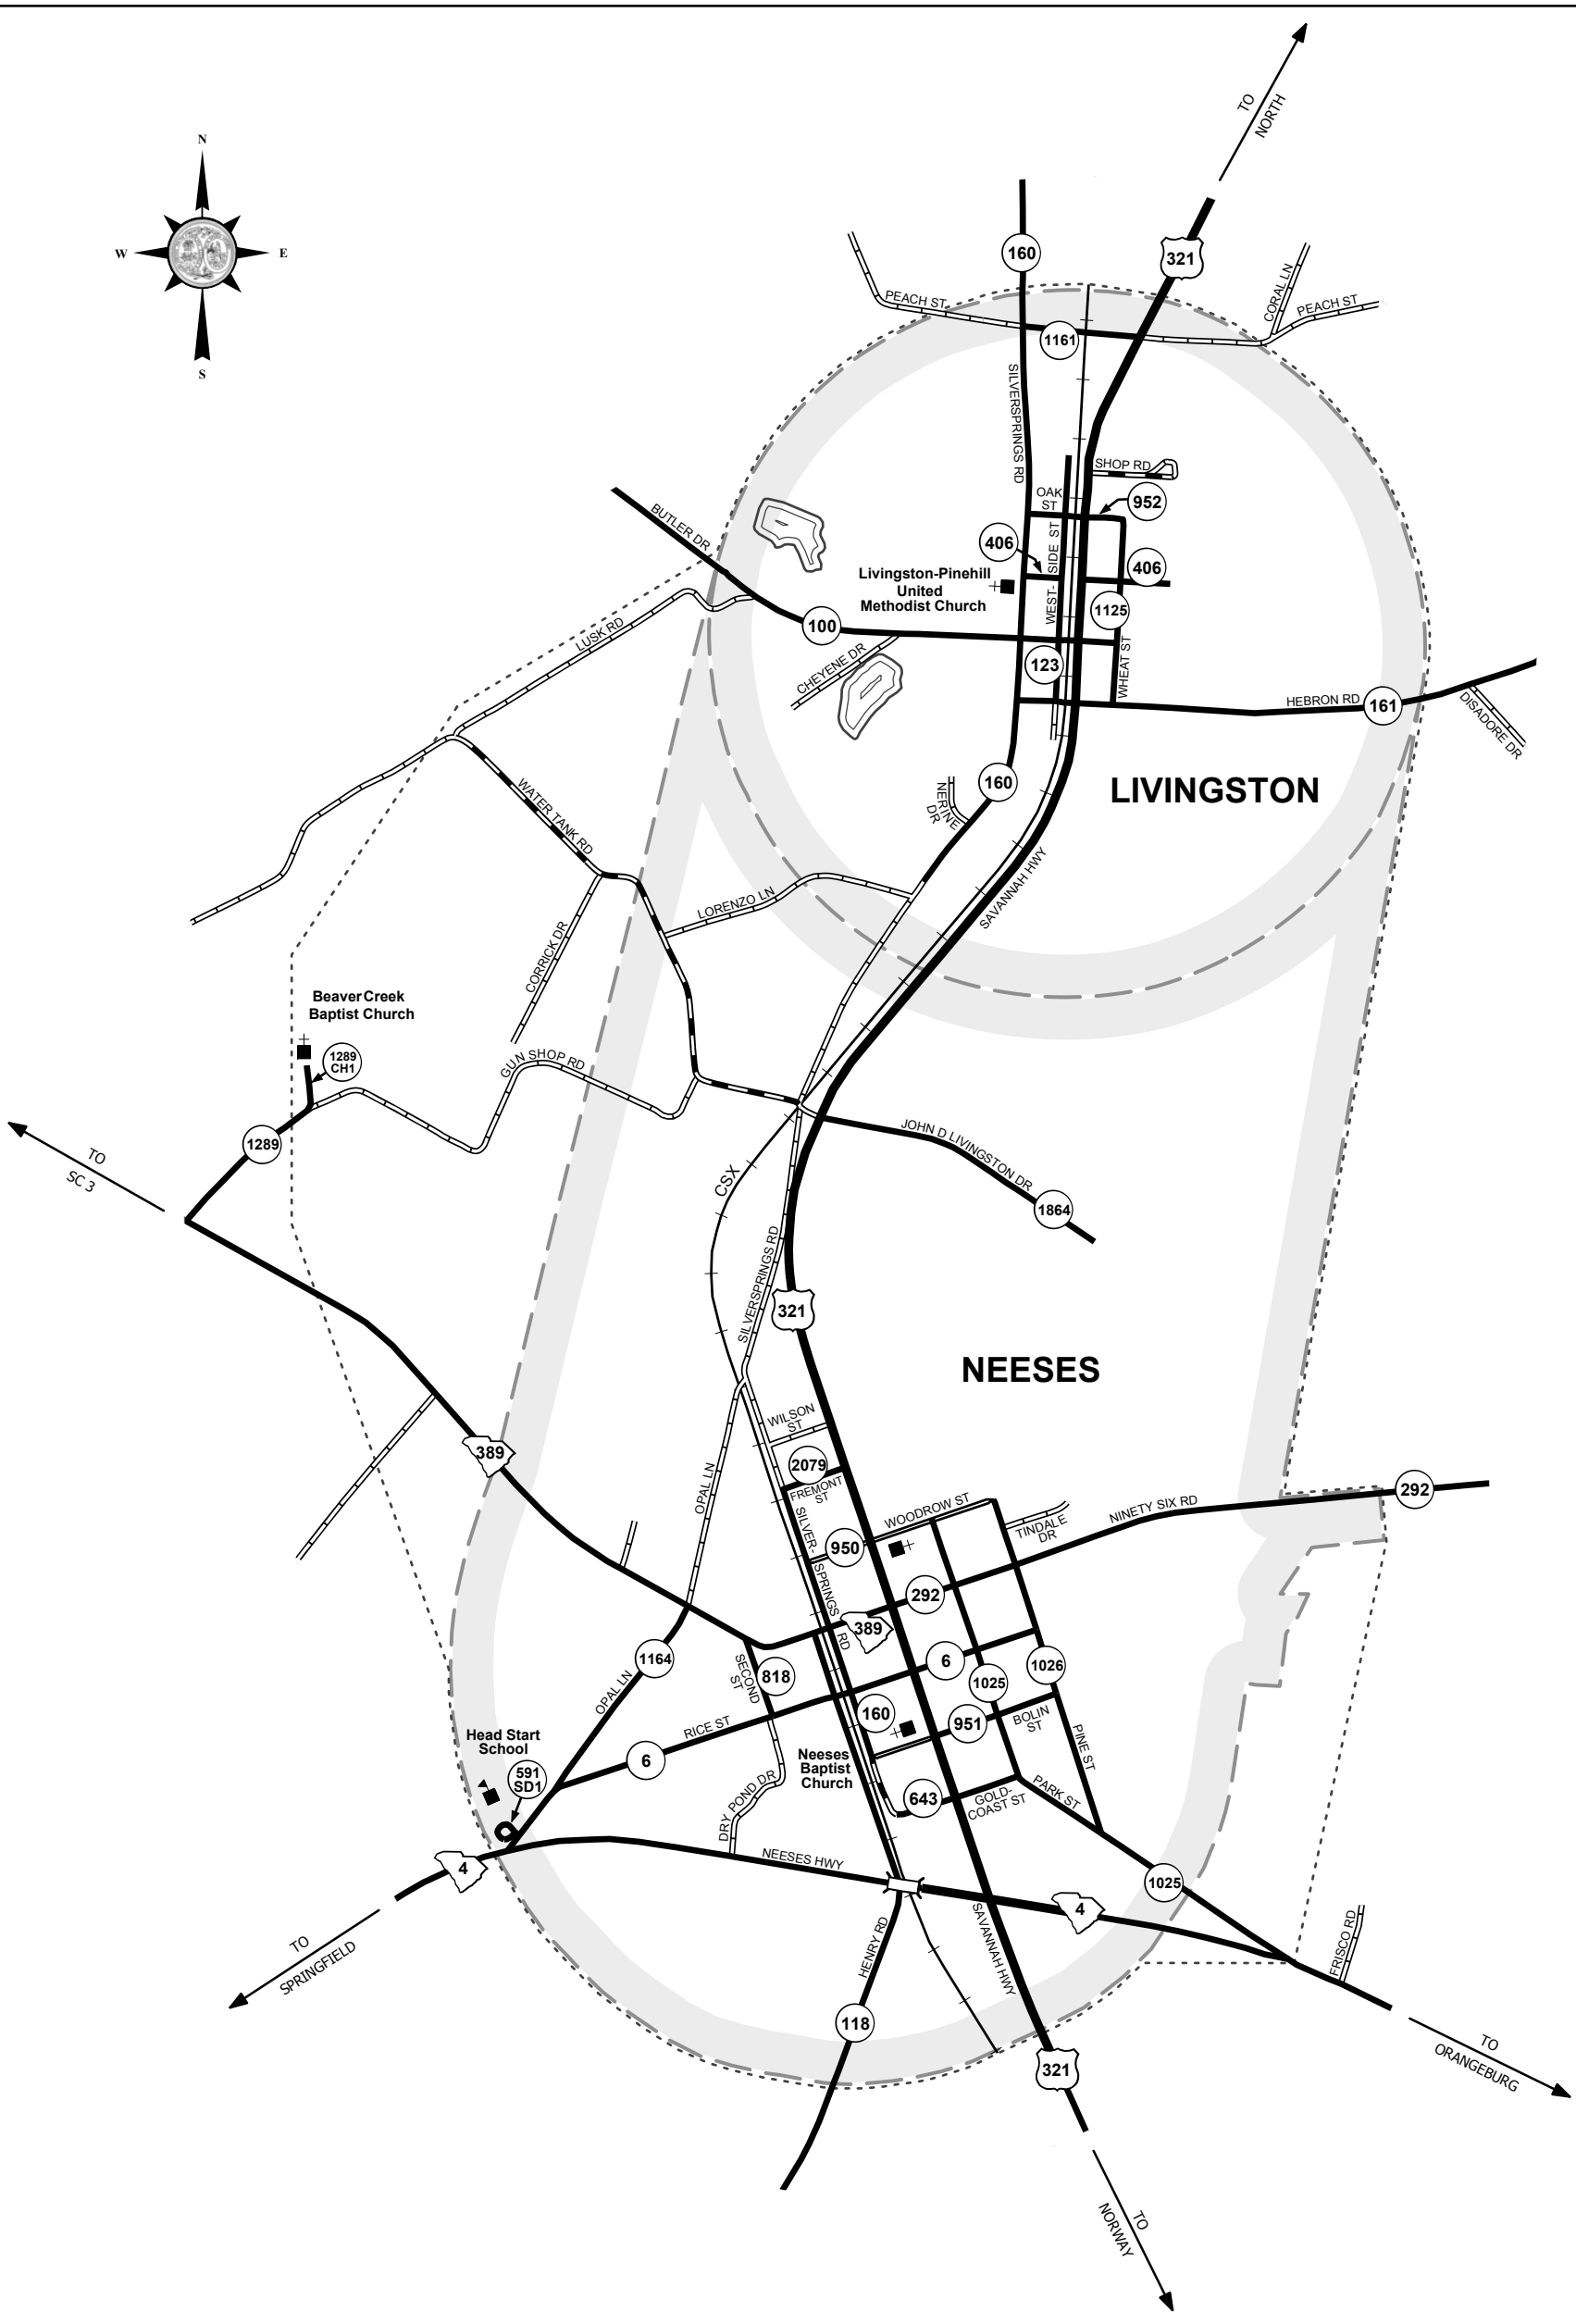 TO
NORTH
N
W
E
S
160
321
PEACH ST
CORAL LN
PEACH ST
1161
SILVERSPRINGS RD
SHOP RD
OAK
ST
952
BUTLER DR
406
WEST-
SIDE ST
406
Livingston-Pinehill
United
Methodist Church
1125
100
LUSK RD
CHEYENE DR
123
WHEAT ST
HEBRON RD
161
DISADORE DR
160
LIVINGSTON
NERINE
DR
WATER TANK RD
SAVANNAH HWY
LORENZO LN
CORRICK DR
Beaver Creek
Baptist Church
1289
CH1
GUN SHOP RD
1289
TO
SC 3
JOHN D LIVINGSTON DR
CSX
1864
SILVERSPRINGS RD
321
NEESES
WILSON
ST
389
2079
FREMONT
ST
OPAL LN
292
WOODROW ST
NINETY SIX RD
TINDALE
DR
SILVER-
SPRINGS
RD
950
292
389
1164
6
1026
SECOND
ST
818
1025
OPAL LN
160
951
BOLIN
ST
RICE ST
PINE ST
Head Start
School
6
Neeses
Baptist
Church
591
SD1
DRY POND DR
643
GOLD-
COAST ST
PARK ST
4
NEESES HWY
1025
4
TO
SPRINGFIELD
HENRY RD
SAVANNAH HWY
FRISCO RD
118
321
TO
ORANGEBURG
TO
NORWAY